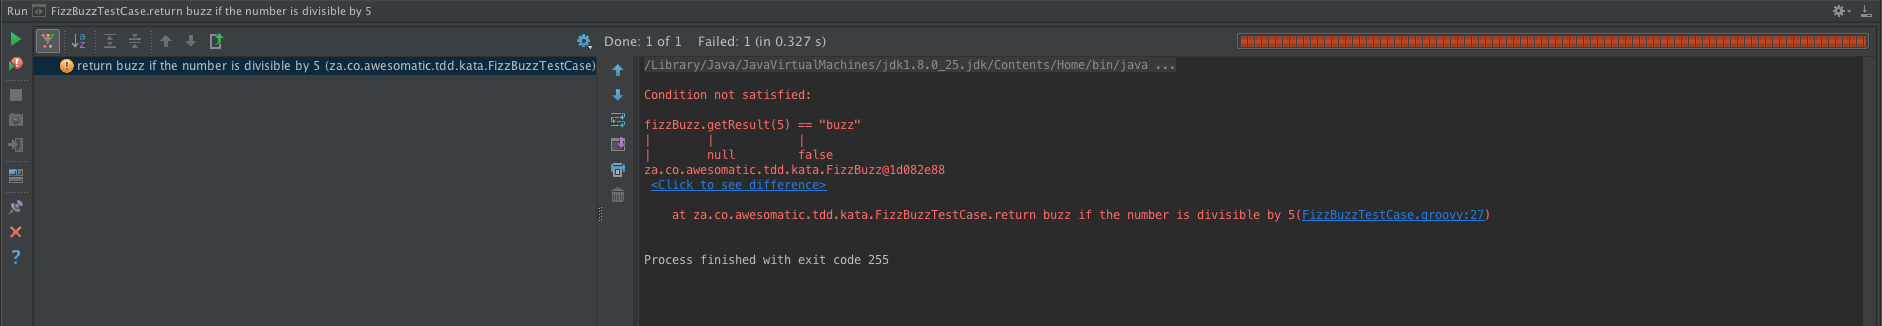 Run FizzBuzzTestCase.return buzz if the number is divisible by 5
Done: 1 of 1 Failed: 1 (in 0.327 s)
return buzz if the number is divisible by 5 (za.co.awesomatic.tdd.kata.FizzBuzzTestCase)
/Library/Java/JavaVirtualMachines/jdk1.8.0_25.jdk/Contents/Home/bin/java ...
Condition not satisfied:
fizzBuzz.getResult(5) == "buzz"
|        |            |
|        null         false
za.co.awesomatic.tdd.kata.FizzBuzz@1d082e88
<Click to see difference>
at za.co.awesomatic.tdd.kata.FizzBuzzTestCase.return buzz if the number is divisible by 5(FizzBuzzTestCase.groovy:27)
Process finished with exit code 255